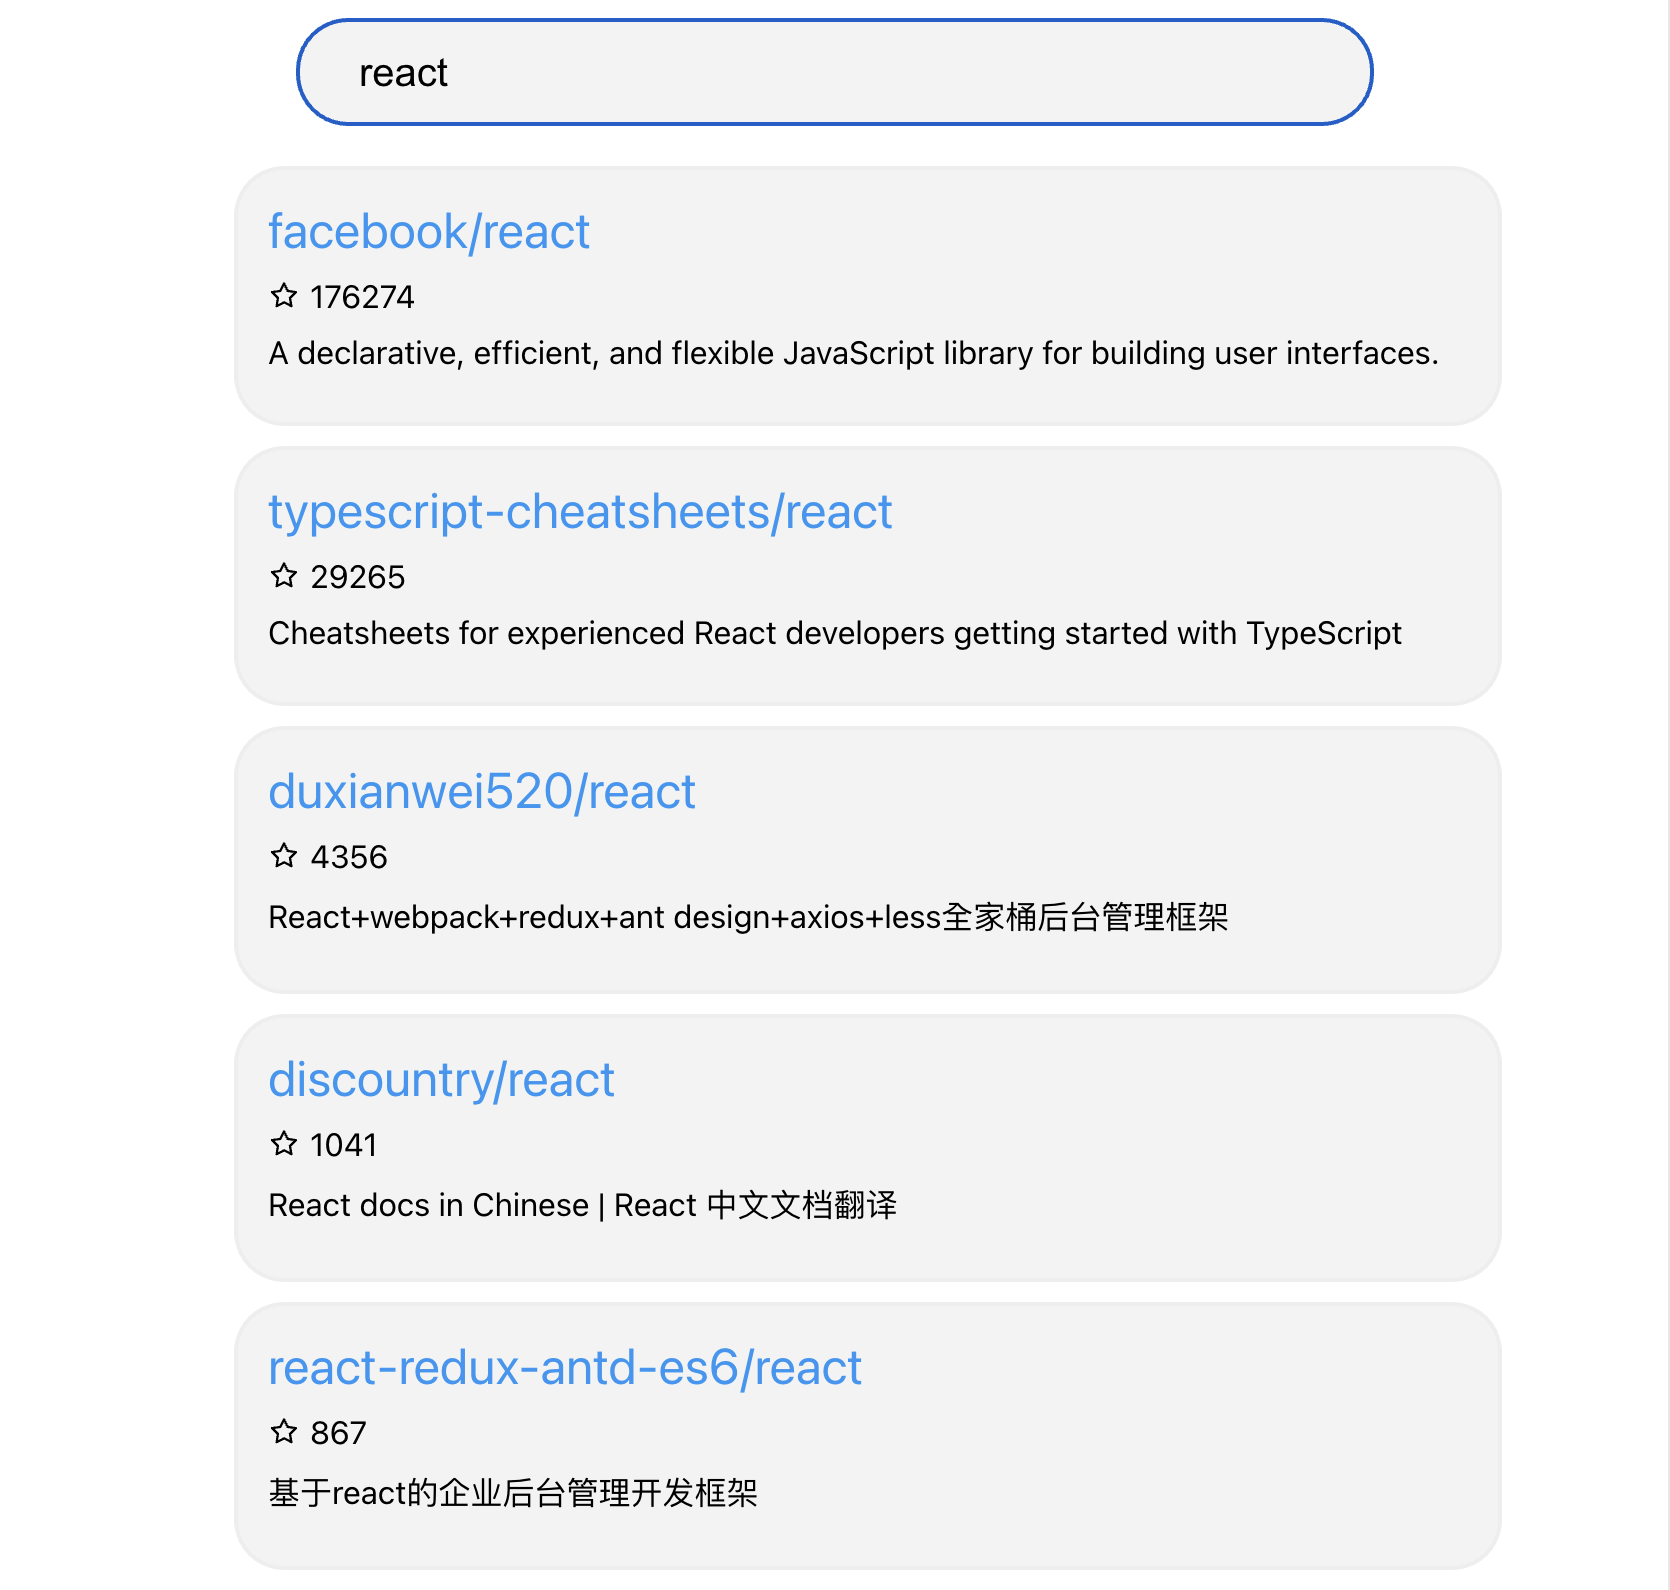 react
facebook/react
176274
A declarative, efficient, and flexible JavaScript library for building user interfaces.
typescript-cheatsheets/react
29265
Cheatsheets for experienced React developers getting started with TypeScript
duxianwei520/react
4356
React+webpack+redux+ant design+axios+less全家桶后台管理框架
discountry/react
1041
React docs in Chinese | React 中文文档翻译
react-redux-antd-es6/react
867
基于react的企业后台管理开发框架